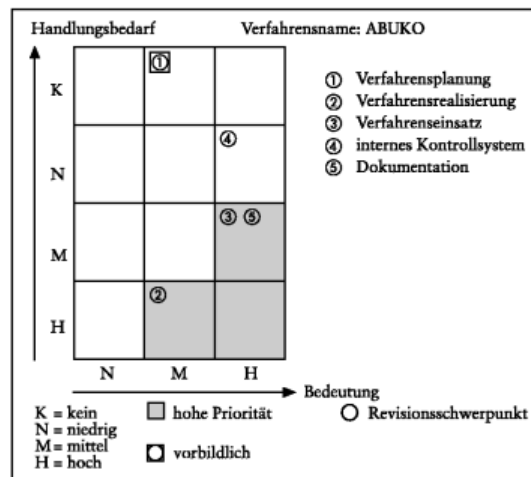 Handlungsbedarf Verfahrensname: ABUKO
K ①
① Verfahrensplanung
② Verfahrensrealisierung
③ Verfahrenseinsatz
④ internes Kontrollsystem
⑤ Dokumentation
N ④
M ③ ⑤
H ②
N M H
Bedeutung
K = kein
N = niedrig
M = mittel
H = hoch
hohe Priorität
vorbildlich
Revisionsschwerpunkt